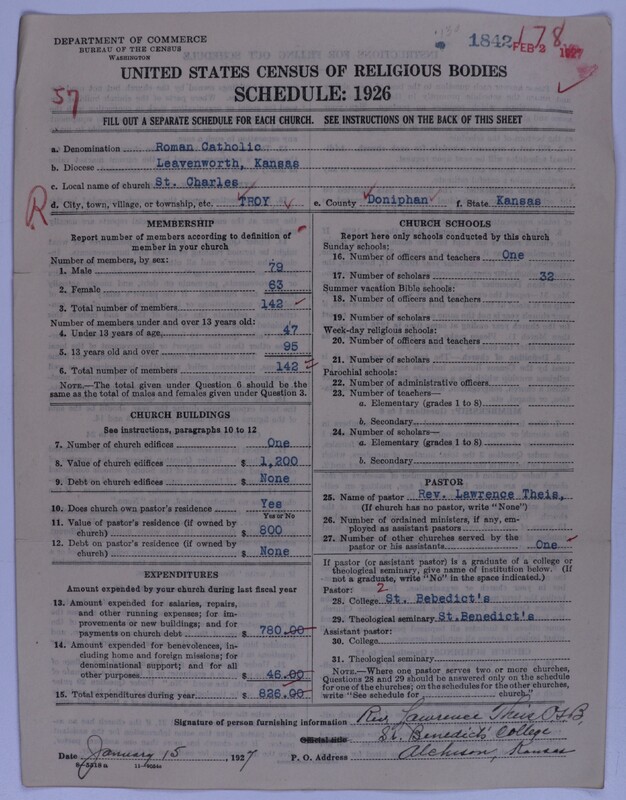 DEPARTMENT OF COMMERCE
BUREAU OF THE CENSUS
WASHINGTON
1842
178
FEB 2 1927
UNITED STATES CENSUS OF RELIGIOUS BODIES
SCHEDULE: 1926
57
FILL OUT A SEPARATE SCHEDULE FOR EACH CHURCH. SEE INSTRUCTIONS ON THE BACK OF THIS SHEET
a. Denomination Roman Catholic
b. Diocese Leavenworth, Kansas
c. Local name of church St. Charles
R
d. City, town, village, or township, etc. TROY e. County Doniphan f. State Kansas
MEMBERSHIP
Report number of members according to definition of
member in your church
Number of members, by sex:
1. Male 79
2. Female 63
3. Total number of members 142
Number of members under and over 13 years old:
4. Under 13 years of age 47
5. 13 years old and over 95
6. Total number of members 142
NOTE.—The total given under Question 6 should be the
same as the total of males and females given under Question 3.
CHURCH BUILDINGS
See instructions, paragraphs 10 to 12
7. Number of church edifices One
8. Value of church edifices $ 1,200
9. Debt on church edifices $ None
10. Does church own pastor's residence Yes
Yes or No
11. Value of pastor's residence (if owned by
church) $ 800
12. Debt on pastor's residence (if owned by
church) $ None
EXPENDITURES
Amount expended by your church during last fiscal year
13. Amount expended for salaries, repairs,
and other running expenses; for im-
provements or new buildings; and for
payments on church debt $ 780.00
14. Amount expended for benevolences, in-
cluding home and foreign missions; for
denominational support; and for all
other purposes $ 46.00
15. Total expenditures during year $ 826.00
CHURCH SCHOOLS
Report here only schools conducted by this church
Sunday schools:
16. Number of officers and teachers One
17. Number of scholars 32
Summer vacation Bible schools:
18. Number of officers and teachers
19. Number of scholars
Week-day religious schools:
20. Number of officers and teachers
21. Number of scholars
Parochial schools:
22. Number of administrative officers
23. Number of teachers—
a. Elementary (grades 1 to 8)
b. Secondary
24. Number of scholars—
a. Elementary (grades 1 to 8)
b. Secondary
PASTOR
25. Name of pastor Rev. Lawrence Theis,
(If church has no pastor, write "None")
26. Number of ordained ministers, if any, em-
ployed as assistant pastors
27. Number of other churches served by the
pastor or his assistants One
If pastor (or assistant pastor) is a graduate of a college or
theological seminary, give name of institution below. (If
not a graduate, write "No" in the space indicated.)
Pastor: 2
28. College St. Bebedict's
29. Theological seminary St.Benedict's
Assistant pastor:
30. College
31. Theological seminary
NOTE.—Where one pastor serves two or more churches,
Questions 28 and 29 should be answered only on the schedule
for one of the churches; on the schedules for the other churches,
write "See schedule for church."
Signature of person furnishing information Rev. Lawrence Theis O.S.B.
Official title St. Benedict's College
Date January 15, 1927 P. O. Address Atchison, Kansas